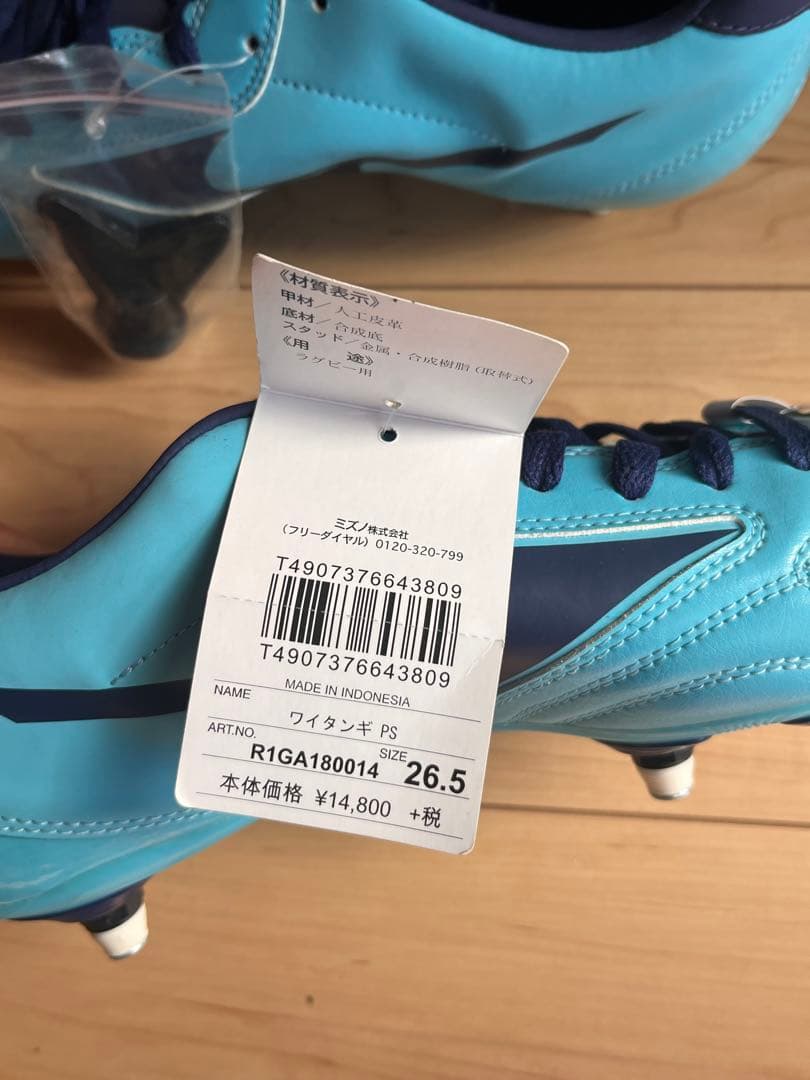 《材質表示》
甲材／人工皮革
底材／合成底
スタッド／金属・合成樹脂(取替式)
《用　途》
ラグビー用
ミズノ株式会社
(フリーダイヤル) 0120-320-799
T4907376643809
T4907376643809
MADE IN INDONESIA
NAME
ワイタンギ PS
ART.NO. SIZE
R1GA180014 26.5
本体価格 ¥14,800 +税